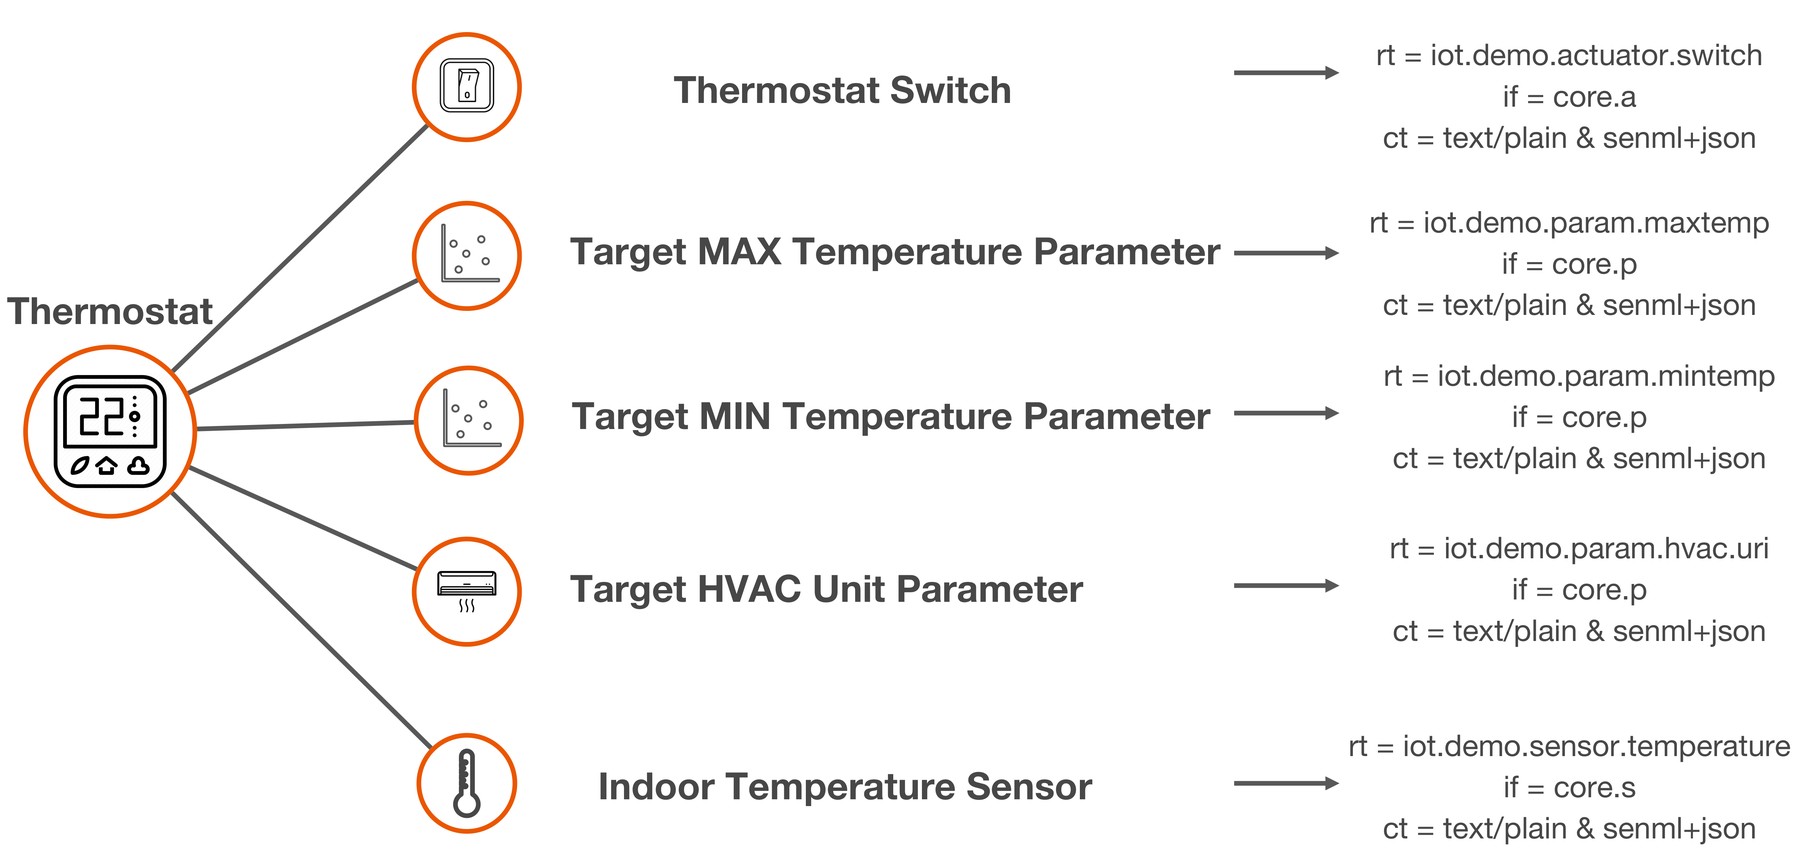 Thermostat
22
Thermostat Switch
rt = iot.demo.actuator.switch
if = core.a
ct = text/plain & senml+json
Target MAX Temperature Parameter
rt = iot.demo.param.maxtemp
if = core.p
ct = text/plain & senml+json
Target MIN Temperature Parameter
rt = iot.demo.param.mintemp
if = core.p
ct = text/plain & senml+json
Target HVAC Unit Parameter
rt = iot.demo.param.hvac.uri
if = core.p
ct = text/plain & senml+json
Indoor Temperature Sensor
rt = iot.demo.sensor.temperature
if = core.s
ct = text/plain & senml+json